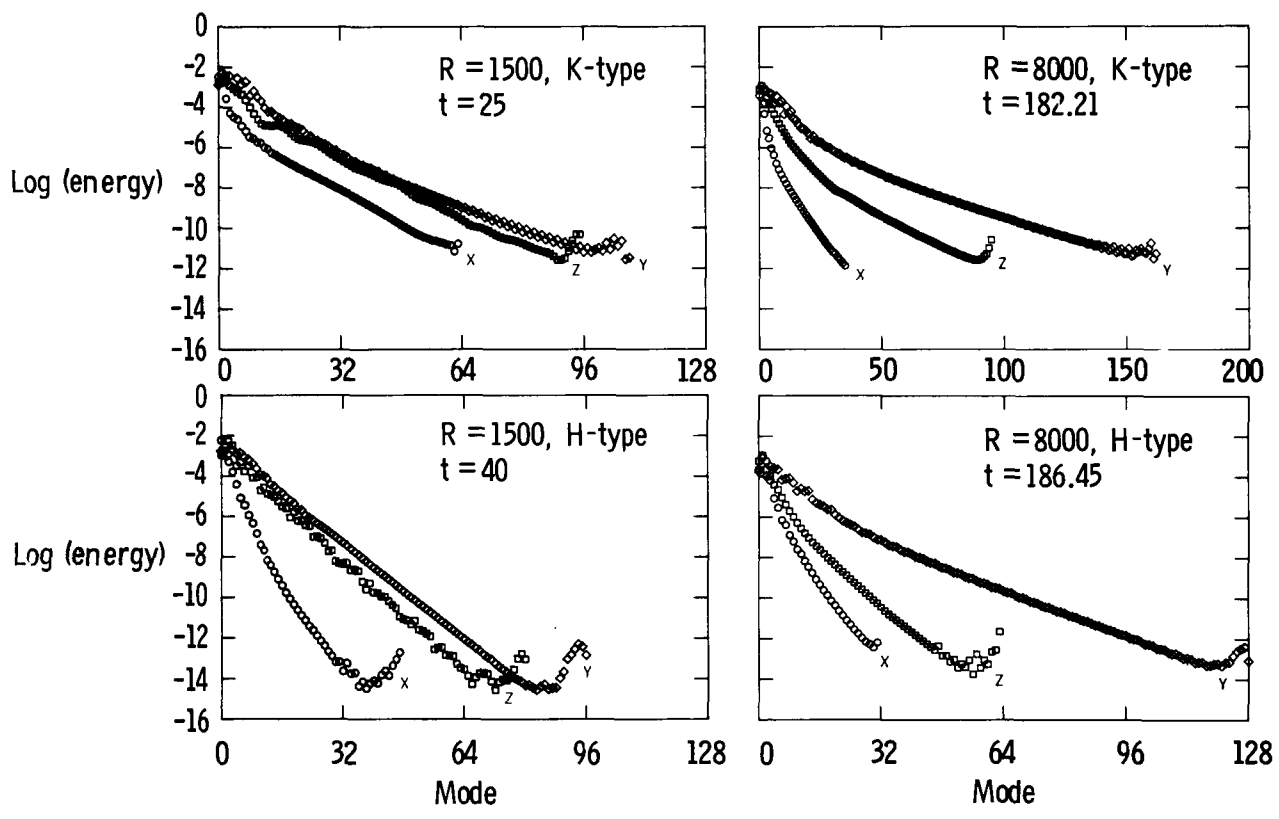 0
-2
-4
-6
-8
-10
-12
-14
-16
Log (energy)
R = 1500, K-type
t = 25
X
Z
Y
0 32 64 96 128
R = 8000, K-type
t = 182.21
X
Z
Y
0 50 100 150 200
0
-2
-4
-6
-8
-10
-12
-14
-16
Log (energy)
R = 1500, H-type
t = 40
X
Z
Y
0 32 64 96 128
Mode
R = 8000, H-type
t = 186.45
X
Z
Y
0 32 64 96 128
Mode